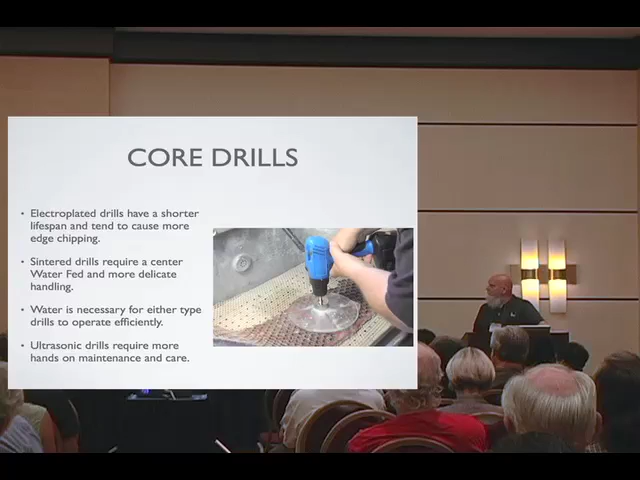 CORE DRILLS
• Electroplated drills have a shorter
lifespan and tend to cause more
edge chipping.
• Sintered drills require a center
Water Fed and more delicate
handling.
• Water is necessary for either type
drills to operate efficiently.
• Ultrasonic drills require more
hands on maintenance and care.